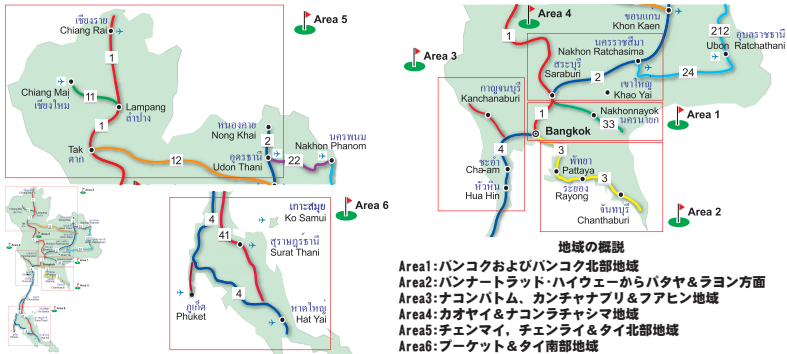 เชียงราย
Chiang Rai
1
Area 5
Chiang Mai
เชียงใหม่
11
Lampang
ลำปาง
1
Tak
ตาก
12
หนองคาย
Nong Khai
2
อุดรธานี
Udon Thani
22
นครพนม
Nakhon Phanom
4
เกาะสมุย
Ko Samui
Area 6
41
สุราษฎร์ธานี
Surat Thani
4
ภูเก็ต
Phuket
หาดใหญ่
Hat Yai
Area 4
ขอนแก่น
Khon Kaen
212
อุบลราชธานี
Ubon Ratchathani
1
นครราชสีมา
Nakhon Ratchasima
Area 3
สระบุรี
Saraburi
2
24
เขาใหญ่
Khao Yai
กาญจนบุรี
Kanchanaburi
1
Nakhonnayok
นครนายก
33
Area 1
Bangkok
4
3
ชะอำ
Cha-am
พัทยา
Pattaya
3
หัวหิน
Hua Hin
ระยอง
Rayong
จันทบุรี
Chanthaburi
Area 2
地域の概説
Area1:バンコクおよびバンコク北部地域
Area2:バンナートラッド・ハイウェーからパタヤ&ラヨン方面
Area3:ナコンパトム、カンチャナブリ&フアヒン地域
Area4:カオヤイ&ナコンラチャシマ地域
Area5:チェンマイ,チェンライ&タイ北部地域
Area6:プーケット&タイ南部地域